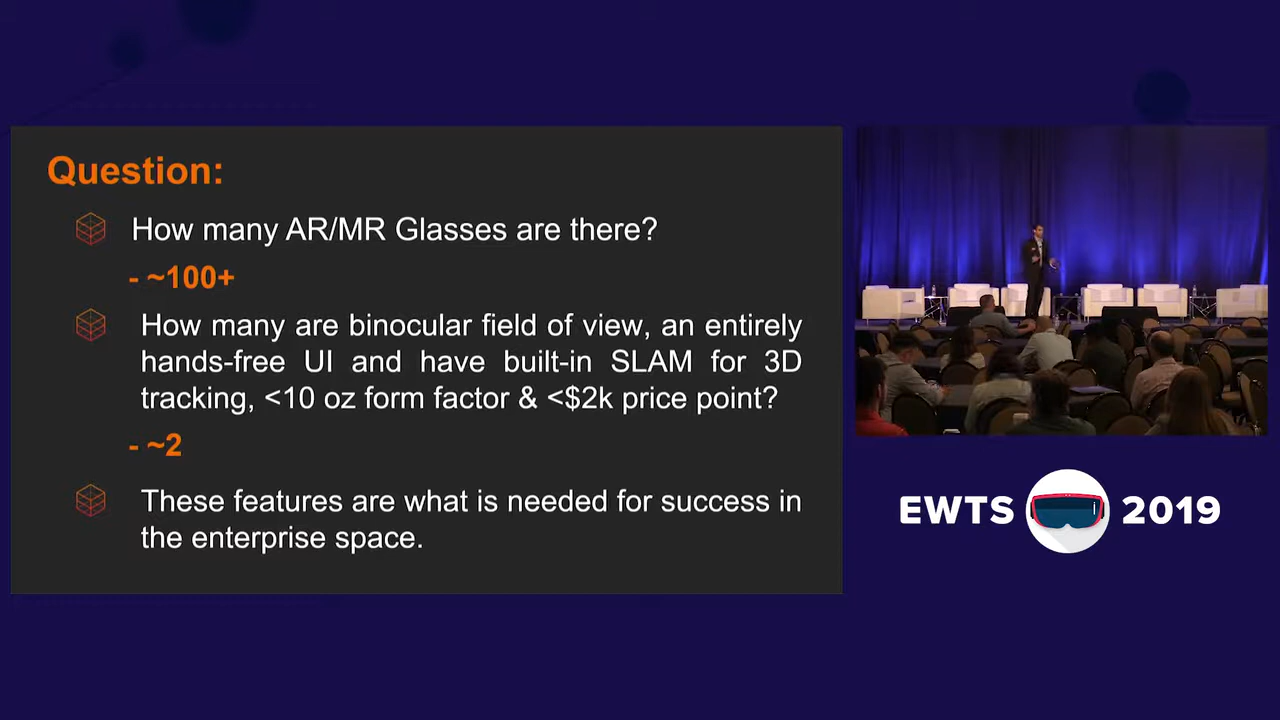 Question:
How many AR/MR Glasses are there?
- ~100+
How many are binocular field of view, an entirely
hands-free UI and have built-in SLAM for 3D
tracking, <10 oz form factor & <$2k price point?
- ~2
These features are what is needed for success in
the enterprise space.
EWTS 2019